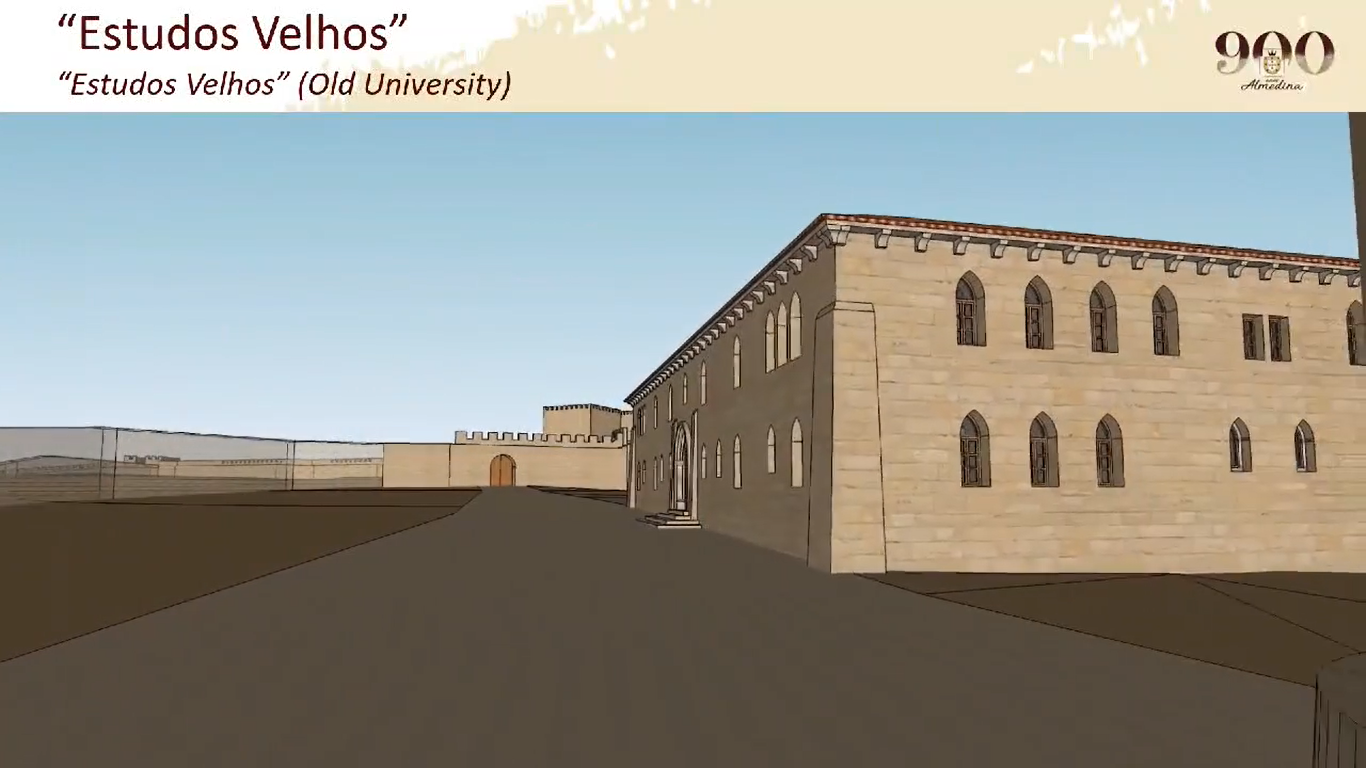 “Estudos Velhos”
“Estudos Velhos” (Old University)
900
Almedina